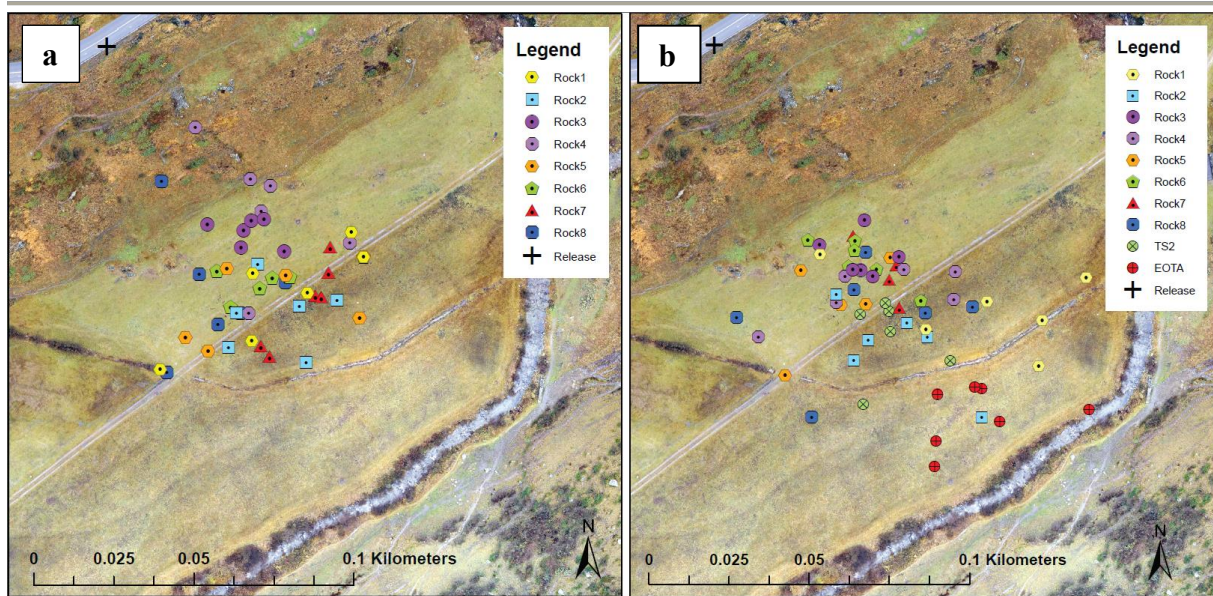 a
Legend
Rock1
Rock2
Rock3
Rock4
Rock5
Rock6
Rock7
Rock8
Release
N
0 0.025 0.05 0.1 Kilometers
b
Legend
Rock1
Rock2
Rock3
Rock4
Rock5
Rock6
Rock7
Rock8
TS2
EOTA
Release
N
0 0.025 0.05 0.1 Kilometers